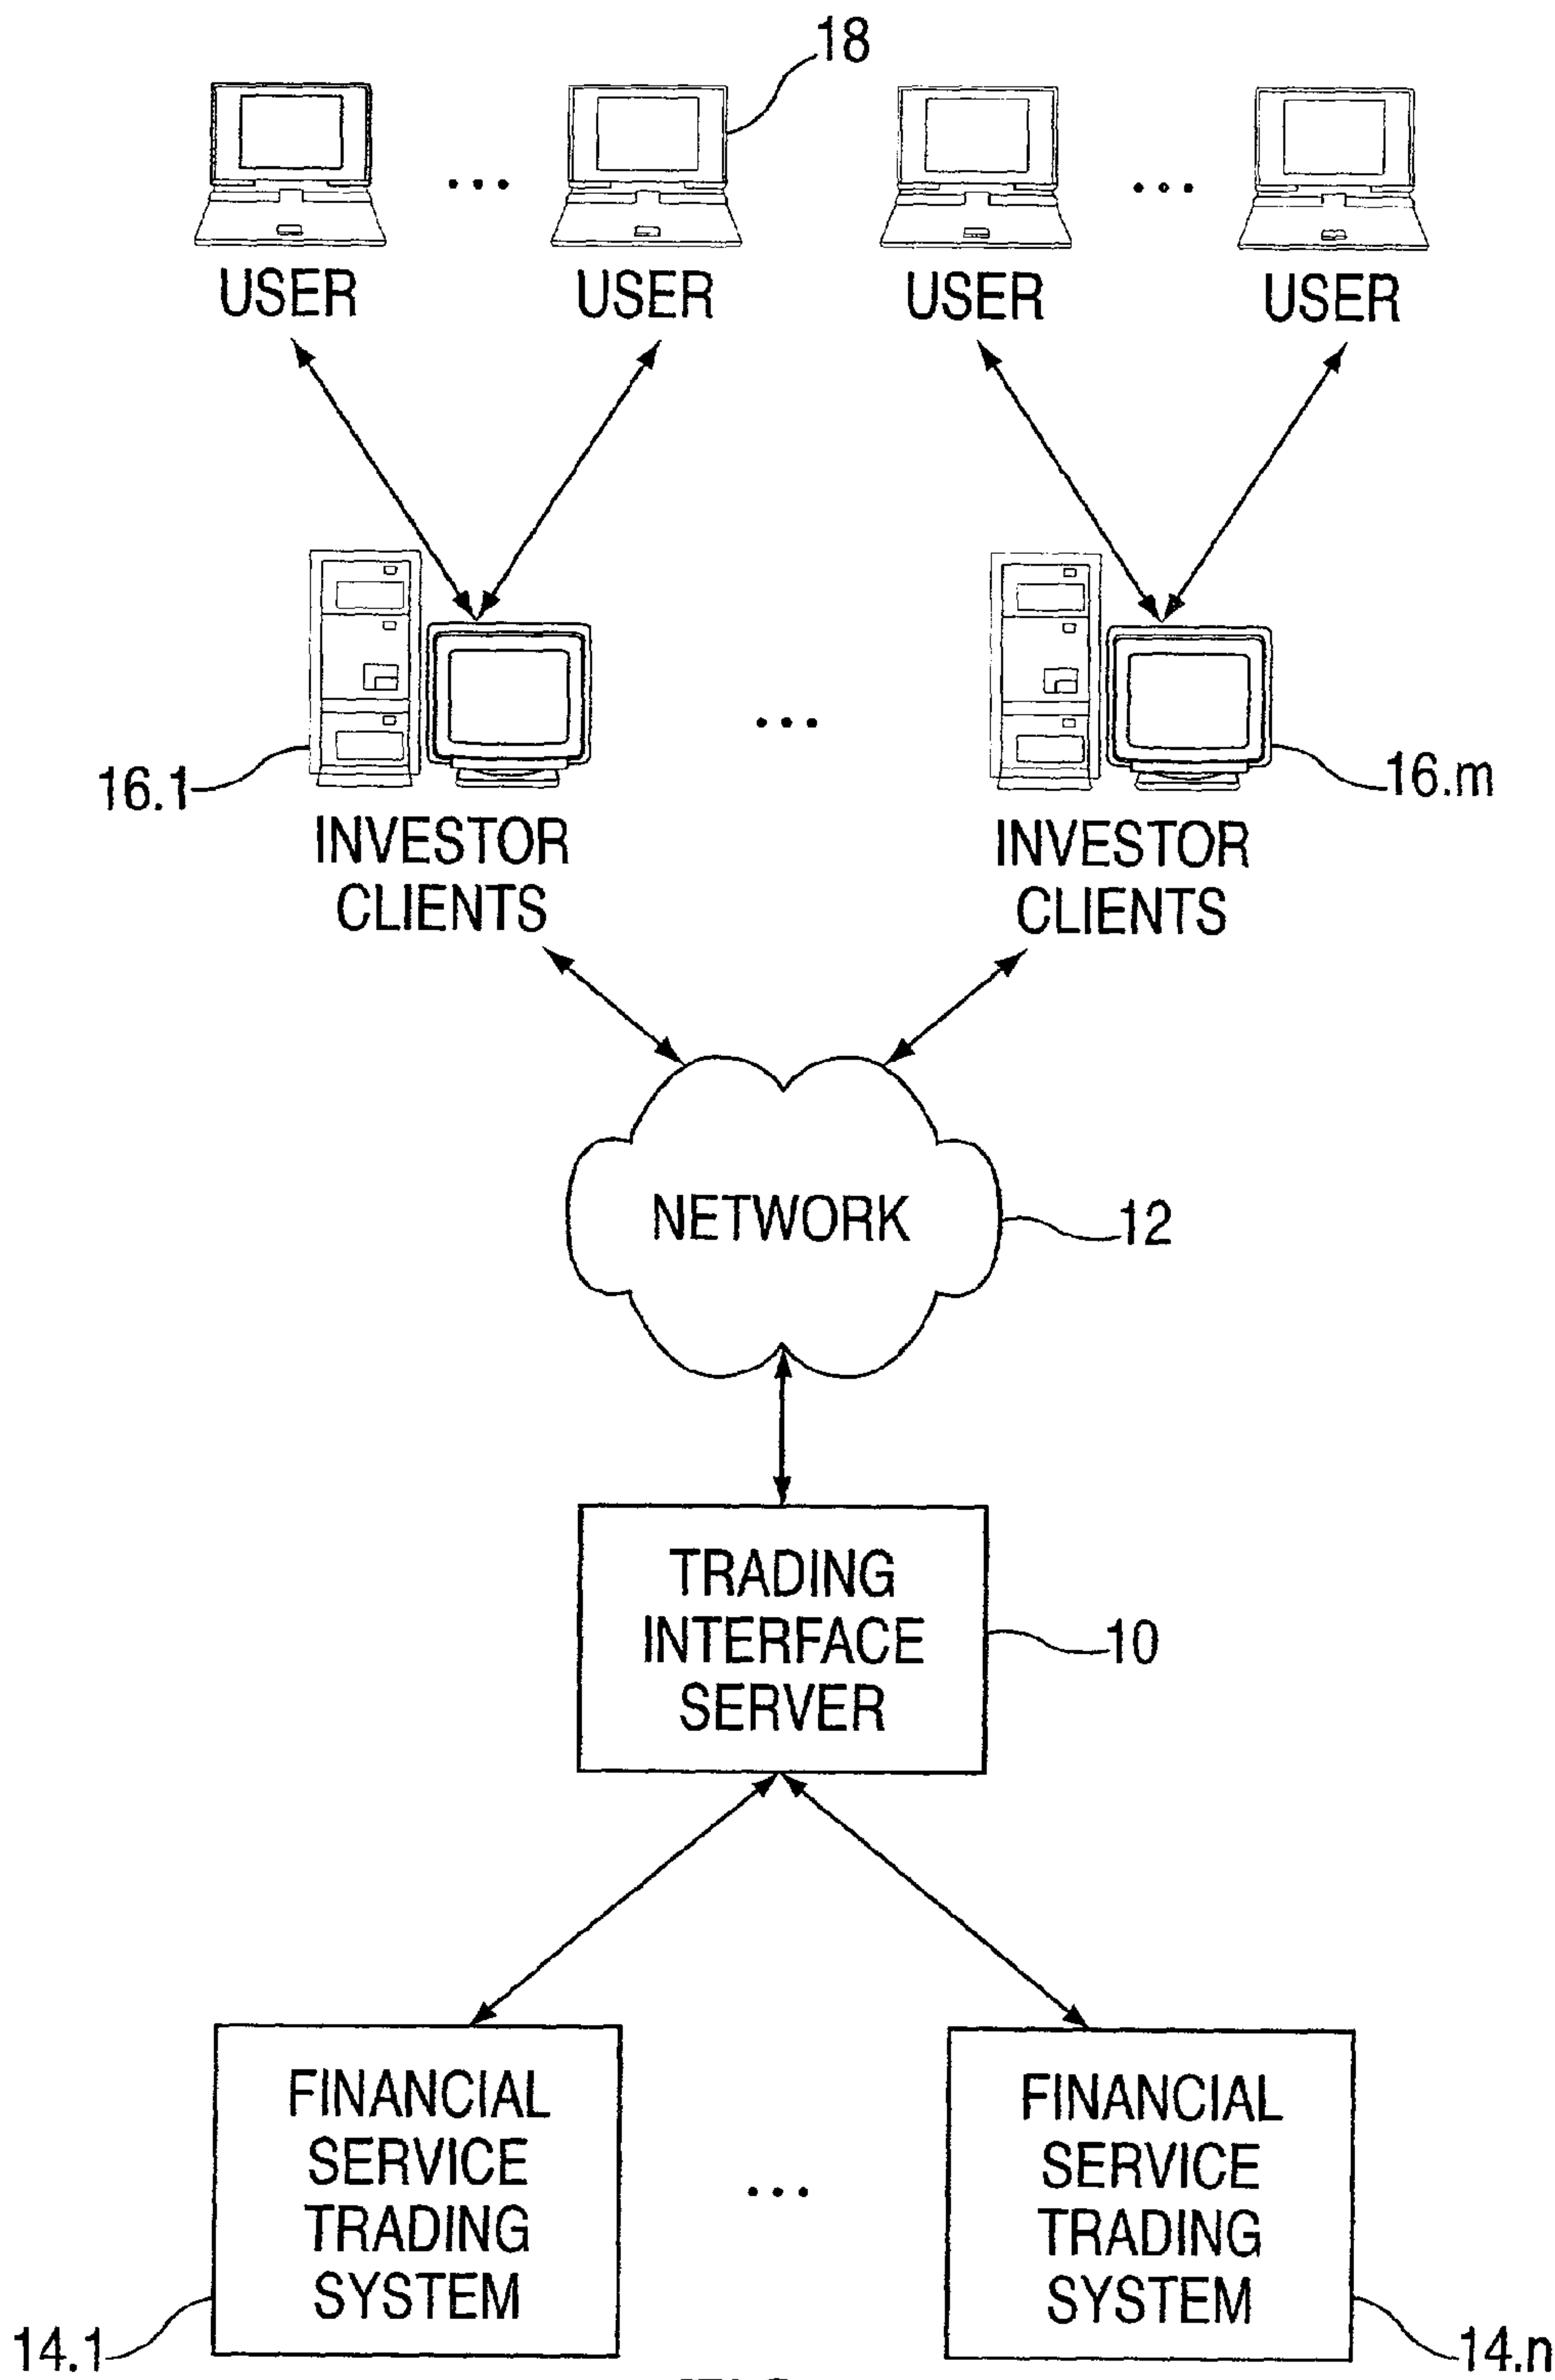 18
USER
USER
USER
USER
16.1
16.m
INVESTOR
CLIENTS
INVESTOR
CLIENTS
NETWORK
12
TRADING
INTERFACE
SERVER
10
FINANCIAL
SERVICE
TRADING
SYSTEM
FINANCIAL
SERVICE
TRADING
SYSTEM
14.1
14.n